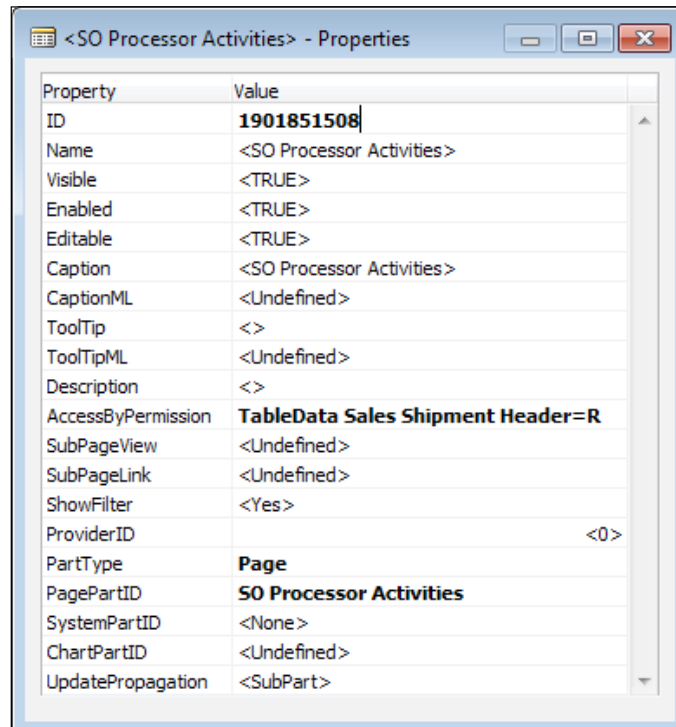 <SO Processor Activities> - Properties
Property Value
ID 1901851508
Name <SO Processor Activities>
Visible <TRUE>
Enabled <TRUE>
Editable <TRUE>
Caption <SO Processor Activities>
CaptionML <Undefined>
ToolTip <>
ToolTipML <Undefined>
Description <>
AccessByPermission TableData Sales Shipment Header=R
SubPageView <Undefined>
SubPageLink <Undefined>
ShowFilter <Yes>
ProviderID <0>
PartType Page
PagePartID SO Processor Activities
SystemPartID <None>
ChartPartID <Undefined>
UpdatePropagation <SubPart>